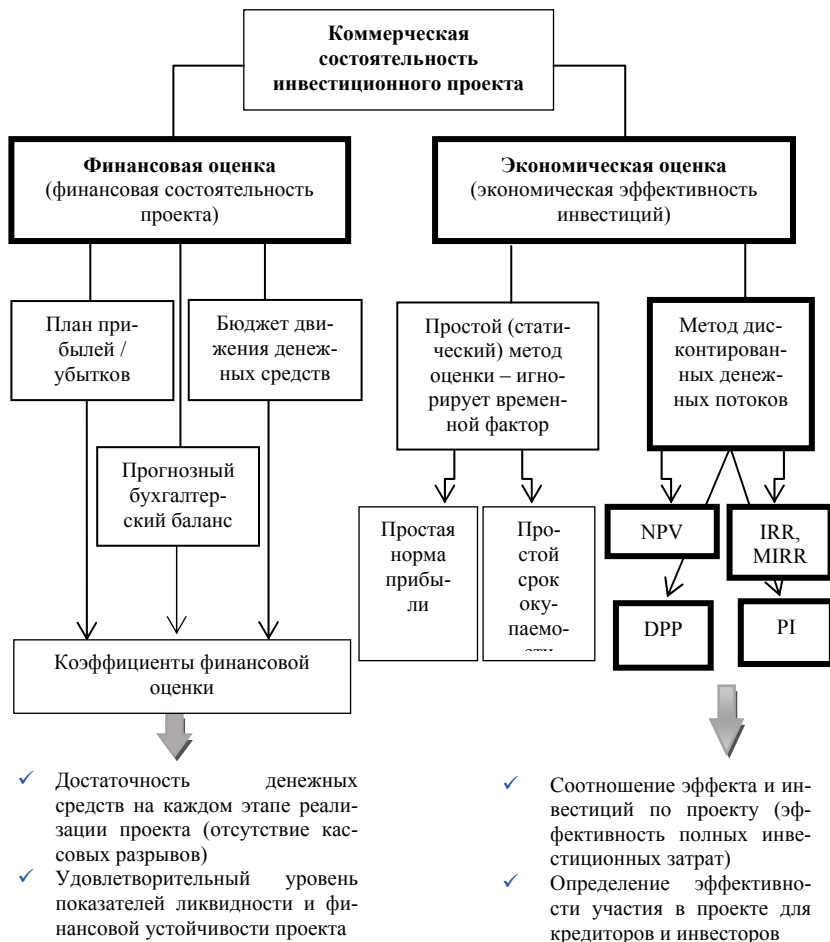 Коммерческая
состоятельность
инвестиционного проекта
Финансовая оценка
(финансовая состоятельность
проекта)
Экономическая оценка
(экономическая эффективность
инвестиций)
План при-
былей /
убытков
Бюджет дви-
жения денеж-
ных средств
Простой (стати-
ческий) метод
оценки – игно-
рирует времен-
ной фактор
Метод дис-
контирован-
ных денеж-
ных потоков
Прогнозный
бухгалтер-
ский баланс
Простая
норма
прибы-
ли
Про-
стой
срок
оку-
паемо-
сти
NPV
IRR,
MIRR
DPP
PI
Коэффициенты финансовой
оценки
✓ Достаточность денежных
средств на каждом этапе реали-
зации проекта (отсутствие кас-
совых разрывов)
✓ Удовлетворительный уровень
показателей ликвидности и фи-
нансовой устойчивости проекта
✓ Соотношение эффекта и ин-
вестиций по проекту (эф-
фективность полных инве-
стиционных затрат)
✓ Определение эффективно-
сти участия в проекте для
кредиторов и инвесторов